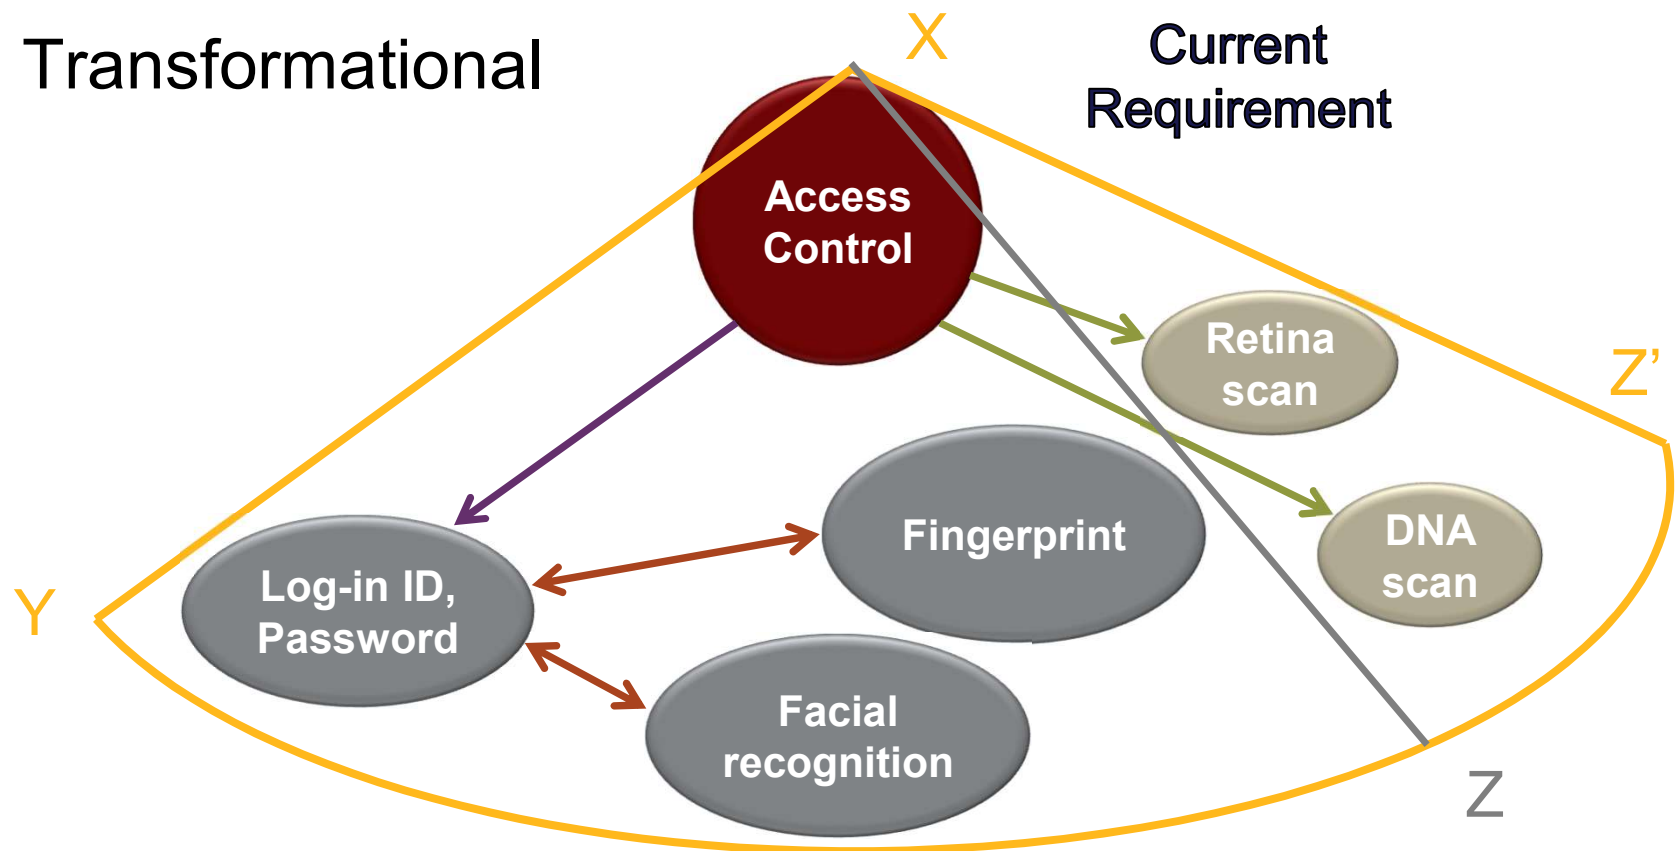 Transformational
X
Current
Requirement
Access
Control
Retina
scan
Z’
Fingerprint
DNA
scan
Y
Log-in ID,
Password
Facial
recognition
Z